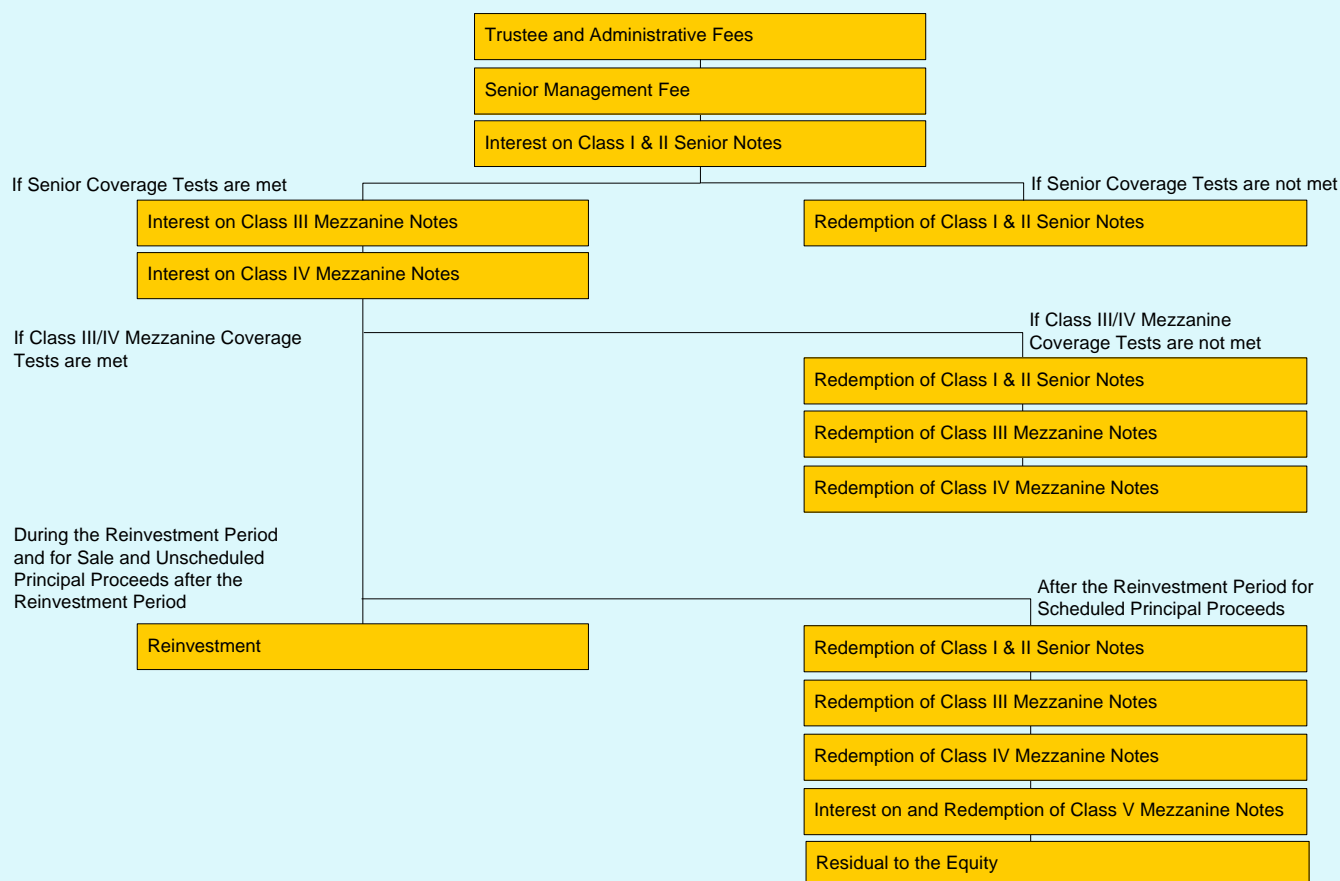 Trustee and Administrative Fees
Senior Management Fee
Interest on Class I & II Senior Notes
If Senior Coverage Tests are met
If Senior Coverage Tests are not met
Interest on Class III Mezzanine Notes
Redemption of Class I & II Senior Notes
Interest on Class IV Mezzanine Notes
If Class III/IV Mezzanine Coverage
Tests are met
If Class III/IV Mezzanine
Coverage Tests are not met
Redemption of Class I & II Senior Notes
Redemption of Class III Mezzanine Notes
Redemption of Class IV Mezzanine Notes
During the Reinvestment Period
and for Sale and Unscheduled
Principal Proceeds after the
Reinvestment Period
After the Reinvestment Period for
Scheduled Principal Proceeds
Reinvestment
Redemption of Class I & II Senior Notes
Redemption of Class III Mezzanine Notes
Redemption of Class IV Mezzanine Notes
Interest on and Redemption of Class V Mezzanine Notes
Residual to the Equity